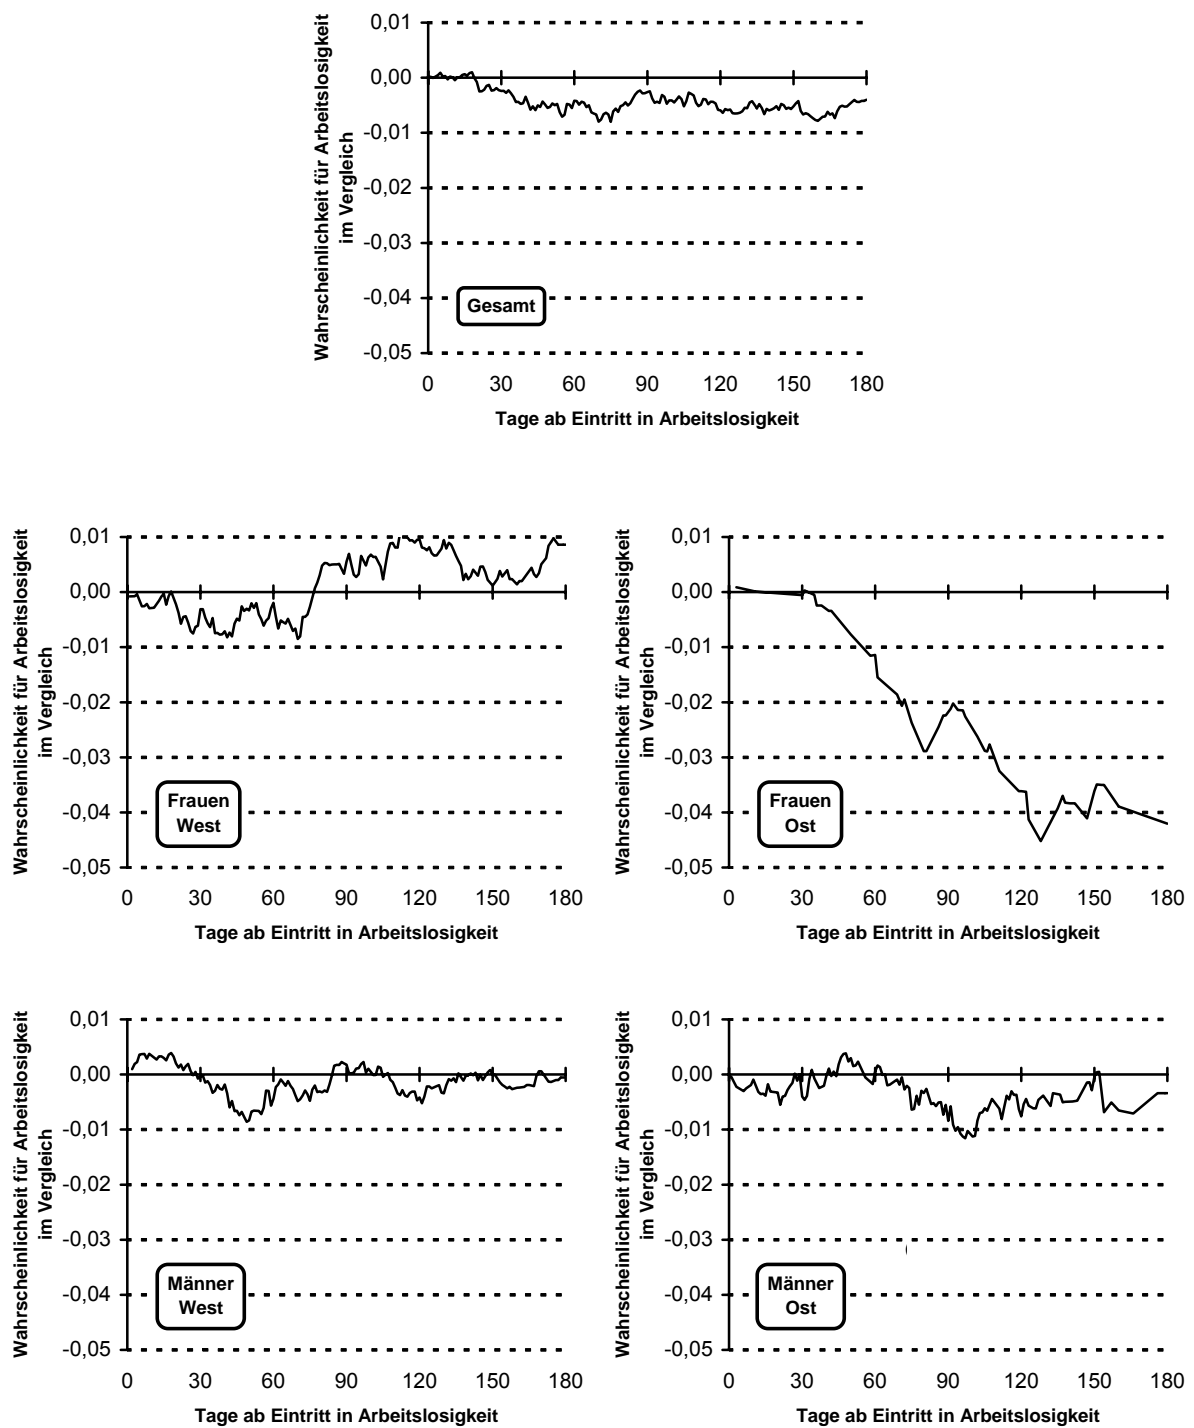 Wahrscheinlichkeit für Arbeitslosigkeit
im Vergleich
0,01
0,00
-0,01
-0,02
-0,03
-0,04
-0,05
Gesamt
0 30 60 90 120 150 180
Tage ab Eintritt in Arbeitslosigkeit
Wahrscheinlichkeit für Arbeitslosigkeit
im Vergleich
0,01
0,00
-0,01
-0,02
-0,03
-0,04
-0,05
Frauen
West
0 30 60 90 120 150 180
Tage ab Eintritt in Arbeitslosigkeit
Wahrscheinlichkeit für Arbeitslosigkeit
im Vergleich
0,01
0,00
-0,01
-0,02
-0,03
-0,04
-0,05
Frauen
Ost
0 30 60 90 120 150 180
Tage ab Eintritt in Arbeitslosigkeit
Wahrscheinlichkeit für Arbeitslosigkeit
im Vergleich
0,01
0,00
-0,01
-0,02
-0,03
-0,04
-0,05
Männer
West
0 30 60 90 120 150 180
Tage ab Eintritt in Arbeitslosigkeit
Wahrscheinlichkeit für Arbeitslosigkeit
im Vergleich
0,01
0,00
-0,01
-0,02
-0,03
-0,04
-0,05
Männer
Ost
0 30 60 90 120 150 180
Tage ab Eintritt in Arbeitslosigkeit